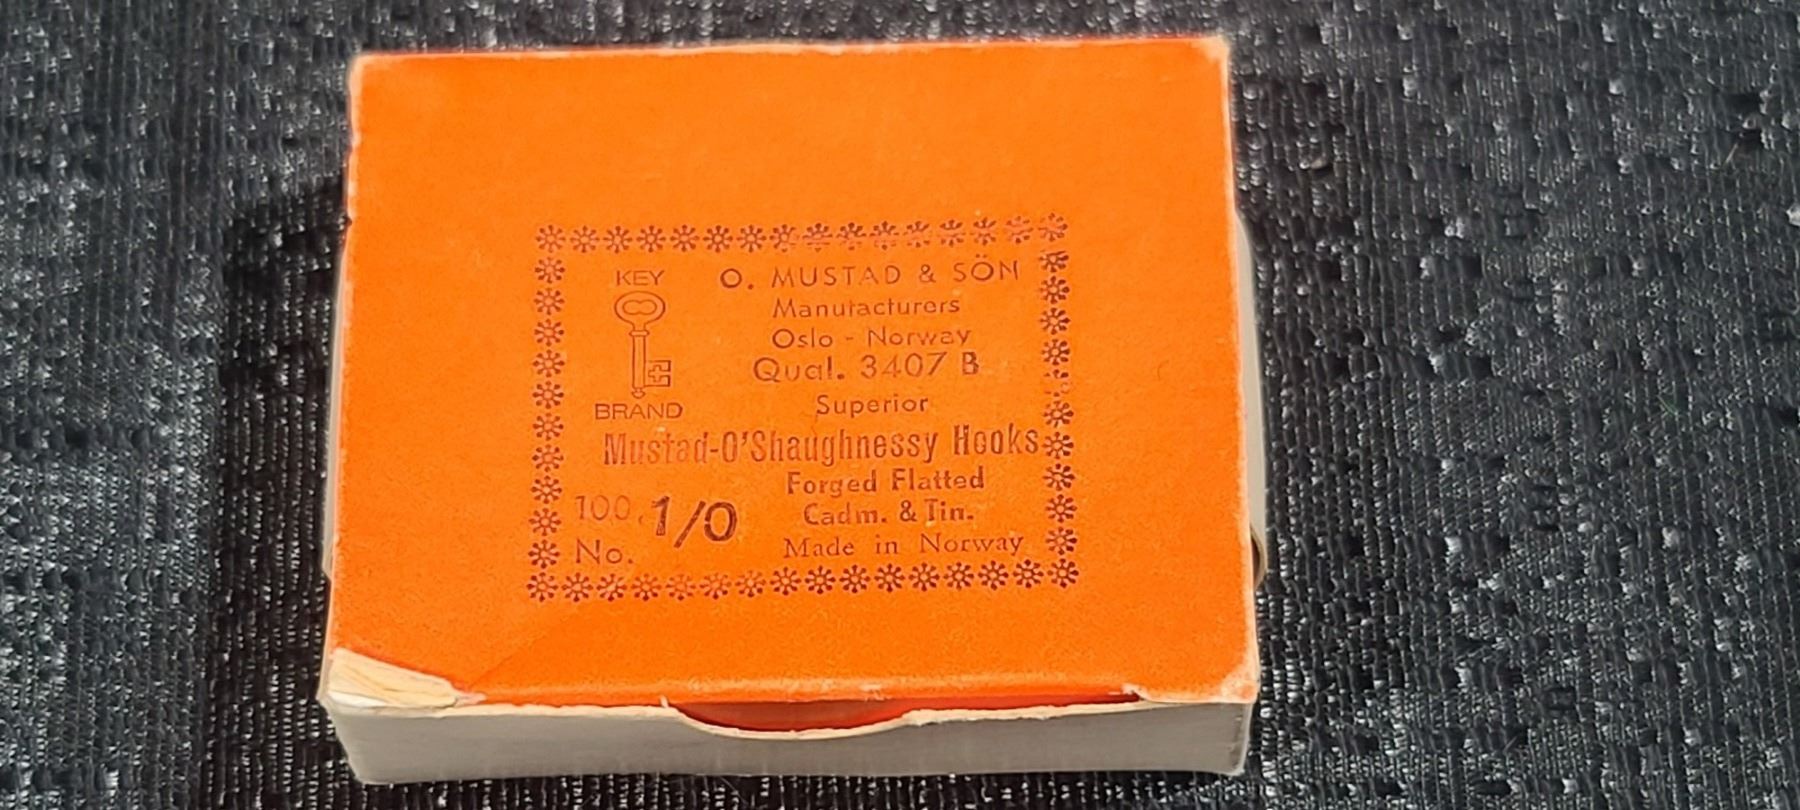 KEY
BRAND
O. MUSTAD & SÖN
Manufacturers
Oslo - Norway
Qual. 3407 B
Superior
Mustad-O'Shaughnessy Hooks
Forged Flatted
Cadm. & Tin.
Made in Norway
100
No. 1/0